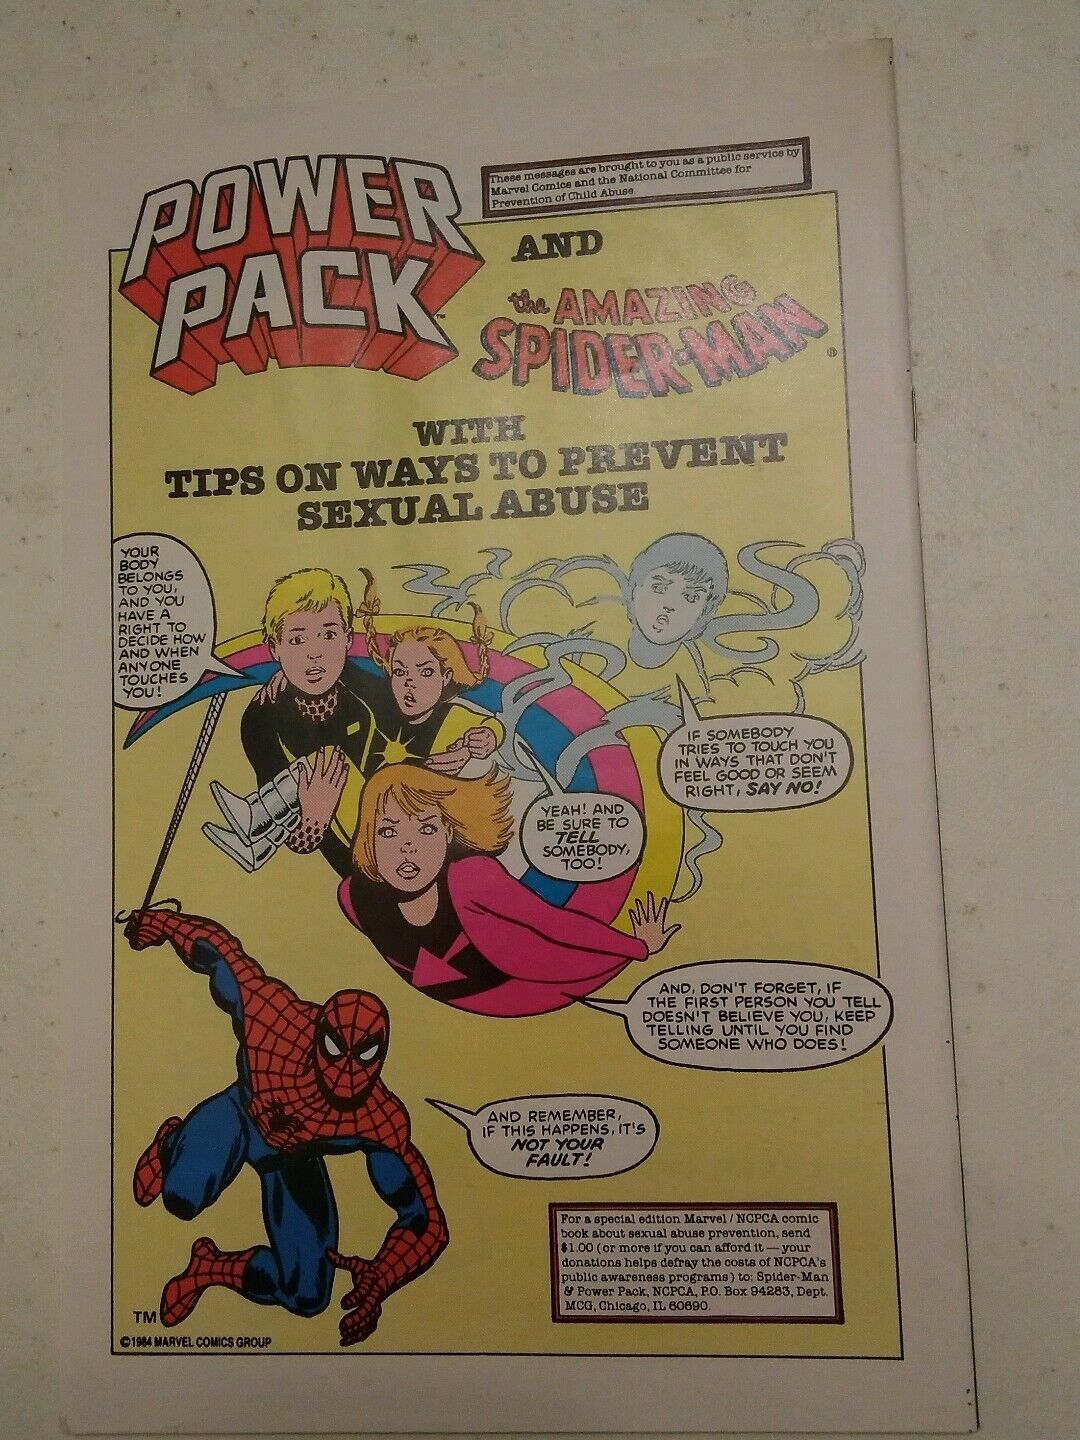 POWER
PACK
TM
These messages are brought to you as a public service by
Marvel Comics and the National Committee for
Prevention of Child Abuse.
AND
the AMAZING
SPIDER-MAN
®
WITH
TIPS ON WAYS TO PREVENT
SEXUAL ABUSE
YOUR
BODY
BELONGS
TO YOU,
AND YOU
HAVE A
RIGHT TO
DECIDE HOW
AND WHEN
ANYONE
TOUCHES
YOU!
IF SOMEBODY
TRIES TO TOUCH YOU
IN WAYS THAT DON'T
FEEL GOOD OR SEEM
RIGHT, SAY NO!
YEAH! AND
BE SURE TO
TELL
SOMEBODY,
TOO!
AND, DON'T FORGET, IF
THE FIRST PERSON YOU TELL
DOESN'T BELIEVE YOU, KEEP
TELLING UNTIL YOU FIND
SOMEONE WHO DOES!
AND REMEMBER,
IF THIS HAPPENS, IT'S
NOT YOUR
FAULT!
For a special edition Marvel / NCPCA comic
book about sexual abuse prevention, send
$1.00 (or more if you can afford it — your
donations helps defray the costs of NCPCA's
public awareness programs) to: Spider-Man
& Power Pack, NCPCA, P.O. Box 94283, Dept.
MCG, Chicago, IL 60690.
TM
©1984 MARVEL COMICS GROUP